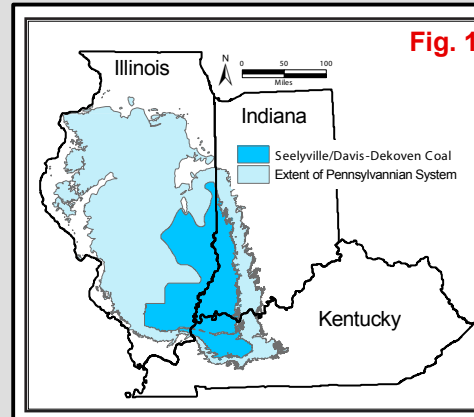 Fig. 1
Illinois
N
0 50 100
Miles
Indiana
Seelyville/Davis-Dekoven Coal
Extent of Pennsylvannian System
Kentucky